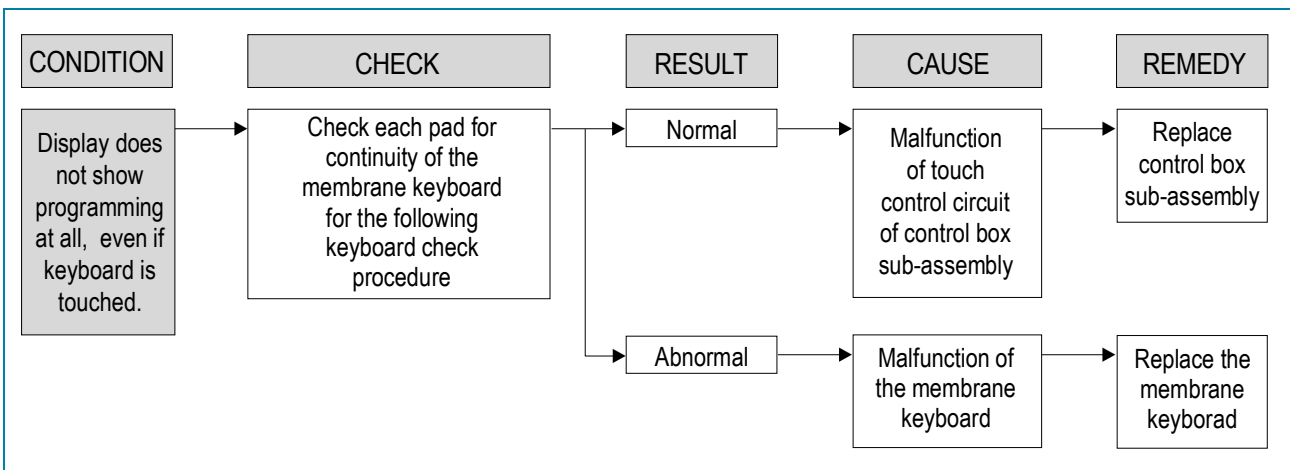 CONDITION
CHECK
RESULT
CAUSE
REMEDY
Display does
not show
programming
at all, even if
keyboard is
touched.
Check each pad for
continuity of the
membrane keyboard
for the following
keyboard check
procedure
Normal
Malfunction
of touch
control circuit
of control box
sub-assembly
Replace
control box
sub-assembly
Abnormal
Malfunction of
the membrane
keyboard
Replace the
membrane
keyborad